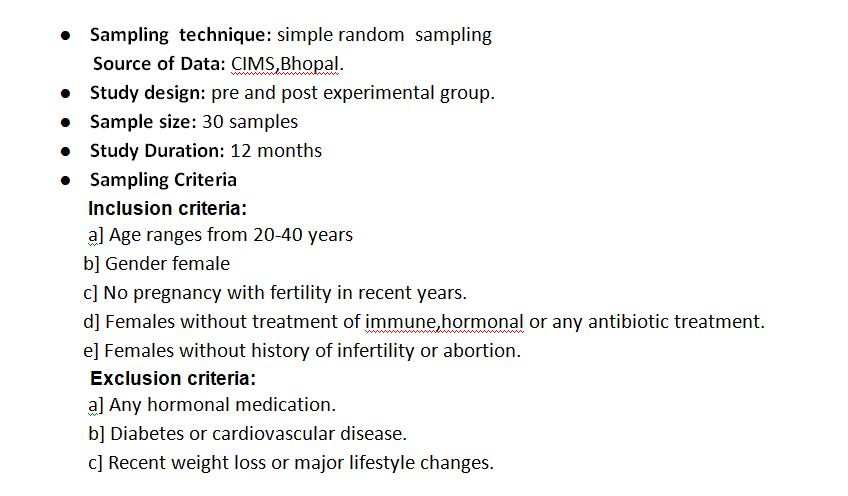 ● Sampling technique: simple random sampling
Source of Data: CIMS,Bhopal.
● Study design: pre and post experimental group.
● Sample size: 30 samples
● Study Duration: 12 months
● Sampling Criteria
Inclusion criteria:
a] Age ranges from 20-40 years
b] Gender female
c] No pregnancy with fertility in recent years.
d] Females without treatment of immune,hormonal or any antibiotic treatment.
e] Females without history of infertility or abortion.
Exclusion criteria:
a] Any hormonal medication.
b] Diabetes or cardiovascular disease.
c] Recent weight loss or major lifestyle changes.